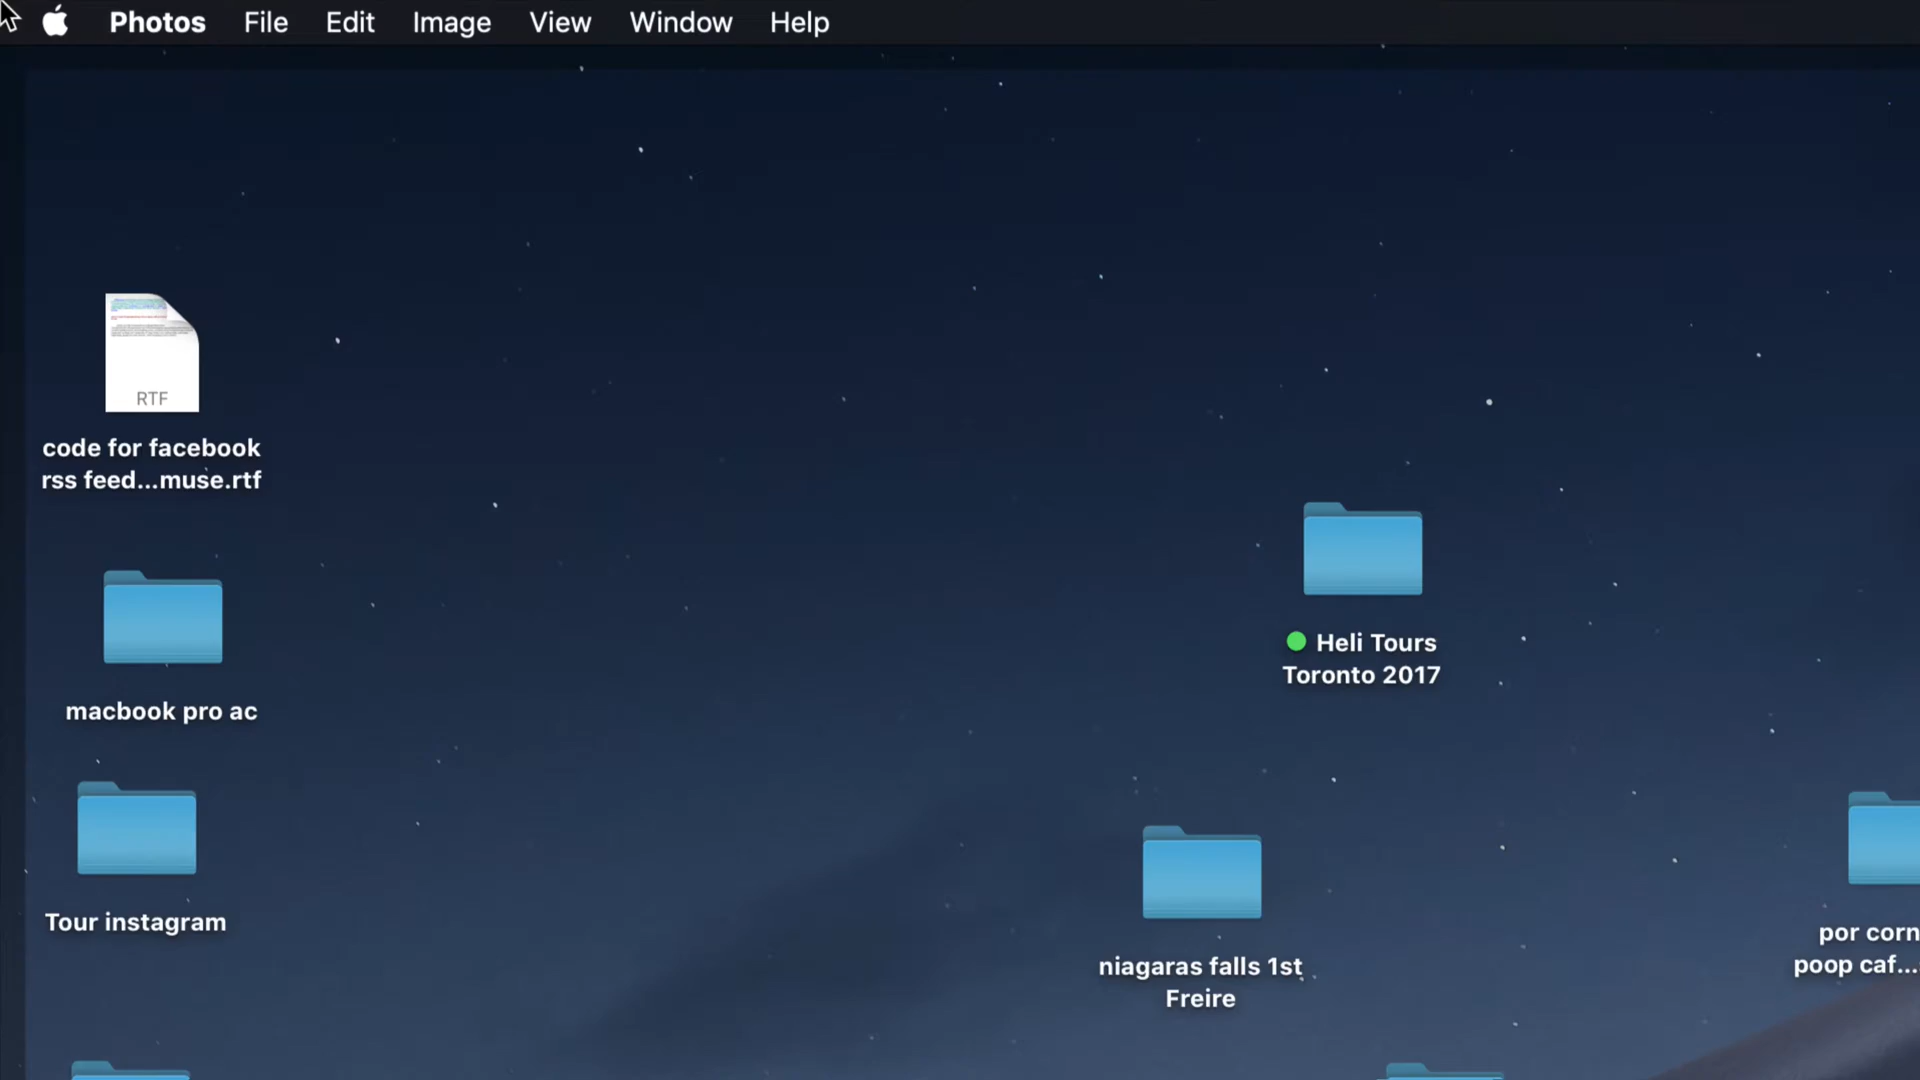 Photos File Edit Image View Window Help
RTF
code for facebook
rss feed...muse.rtf
Heli Tours
Toronto 2017
macbook pro ac
Tour instagram
niagaras falls 1st
Freire
por corn
poop caf...